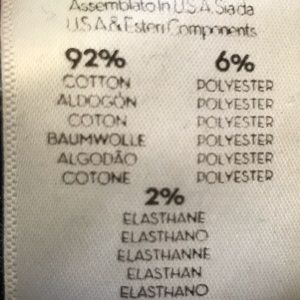 Assemblato In U.S.A. Sia da
U.S.A. & Esteri Components
92%
COTTON
ALDOGÓN
COTON
BAUMWOLLE
ALGODÃO
COTONE
6%
POLYESTER
POLYESTER
POLYESTER
POLYESTER
POLYESTER
POLYESTER
2%
ELASTHANE
ELASTHANO
ELASTHANNE
ELASTHAN
ELASTHANO